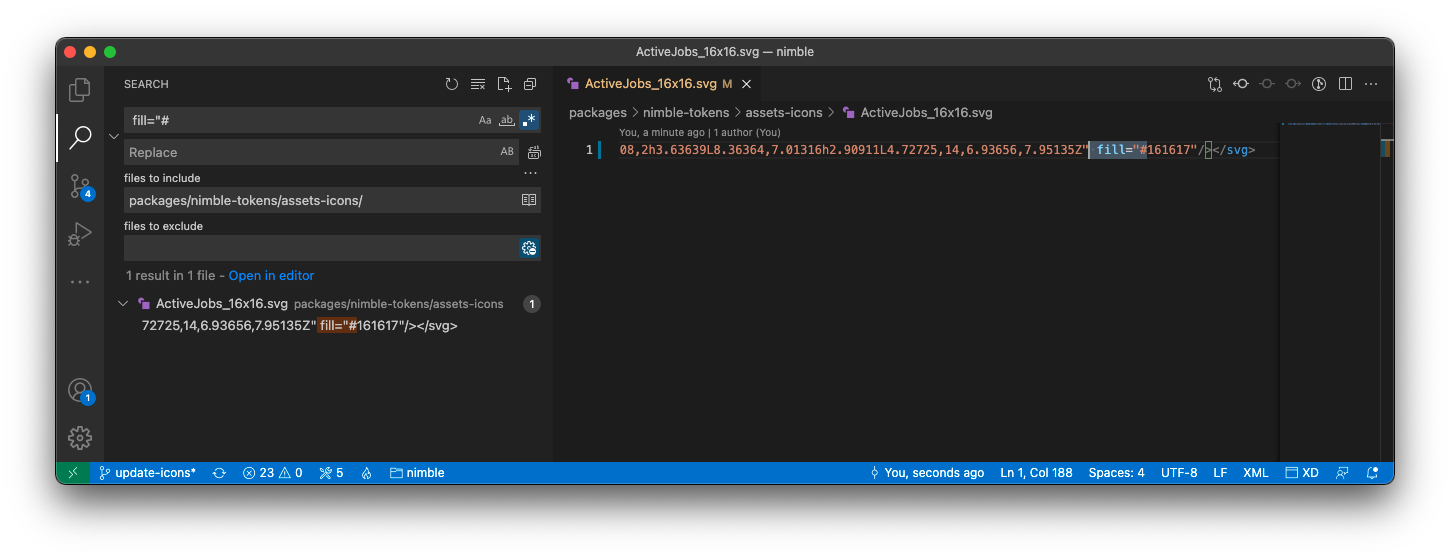 ActiveJobs_16x16.svg — nimble
SEARCH
fill="#
Aa ab .*
Replace
AB
files to include
packages/nimble-tokens/assets-icons/
files to exclude
1 result in 1 file - Open in editor
ActiveJobs_16x16.svg packages/nimble-tokens/assets-icons 1
72725,14,6.93656,7.95135Z" fill="#161617"/></svg>
4
1
ActiveJobs_16x16.svg M
packages > nimble-tokens > assets-icons > ActiveJobs_16x16.svg
You, a minute ago | 1 author (You)
1 08,2h3.63639L8.36364,7.01316h2.90911L4.72725,14,6.93656,7.95135Z" fill="#161617"/></svg>
update-icons* 23 0 5 nimble You, seconds ago Ln 1, Col 188 Spaces: 4 UTF-8 LF XML XD